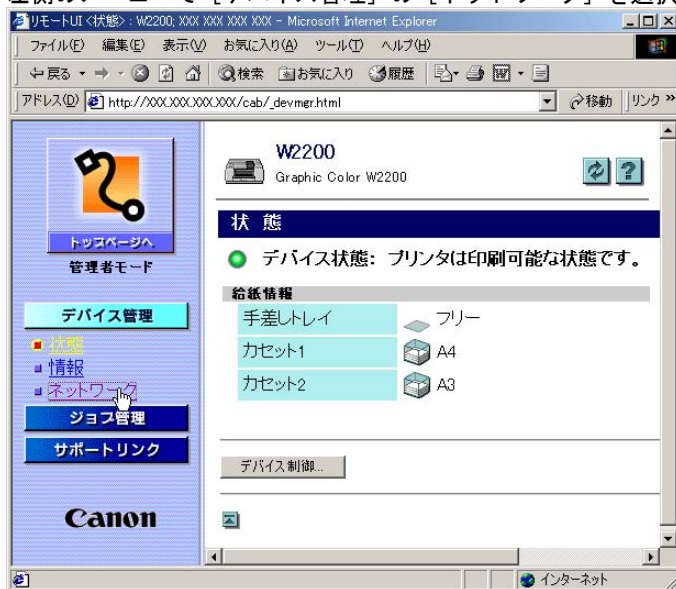 左側のメニューで［デバイス管理］の［ネットワーク］を選択
リモートUI <状態> : W2200; XXX XXX XXX XXX - Microsoft Internet Explorer
ファイル(F) 編集(E) 表示(V) お気に入り(A) ツール(T) ヘルプ(H)
戻る 検索 お気に入り 履歴
アドレス(D) http://XXX.XXX.XXX.XXX/cab/_devmgr.html 移動 リンク »
トップページへ
管理者モード
デバイス管理
状態
情報
ネットワーク
ジョブ管理
サポートリンク
Canon
W2200
Graphic Color W2200
?
状 態
デバイス状態: プリンタは印刷可能な状態です。
給紙情報
手差しトレイ フリー
カセット1 A4
カセット2 A3
デバイス制御...
インターネット